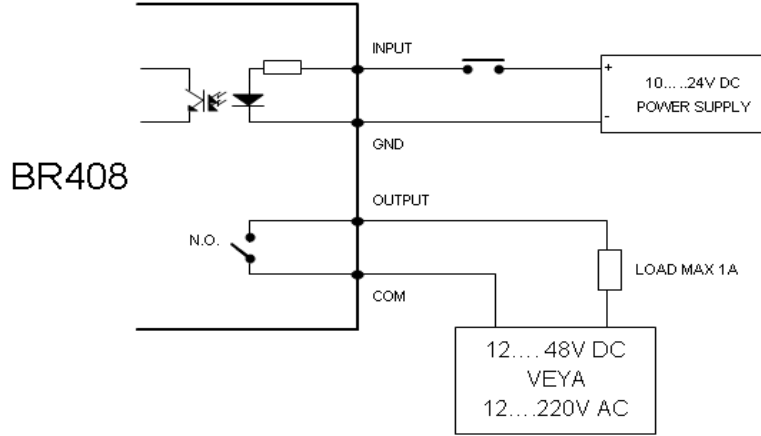 INPUT
+
10... ..24V DC
POWER SUPPLY
-
GND
BR408
OUTPUT
N.O.
LOAD MAX 1A
COM
12.... 48V DC
VEYA
12....220V AC